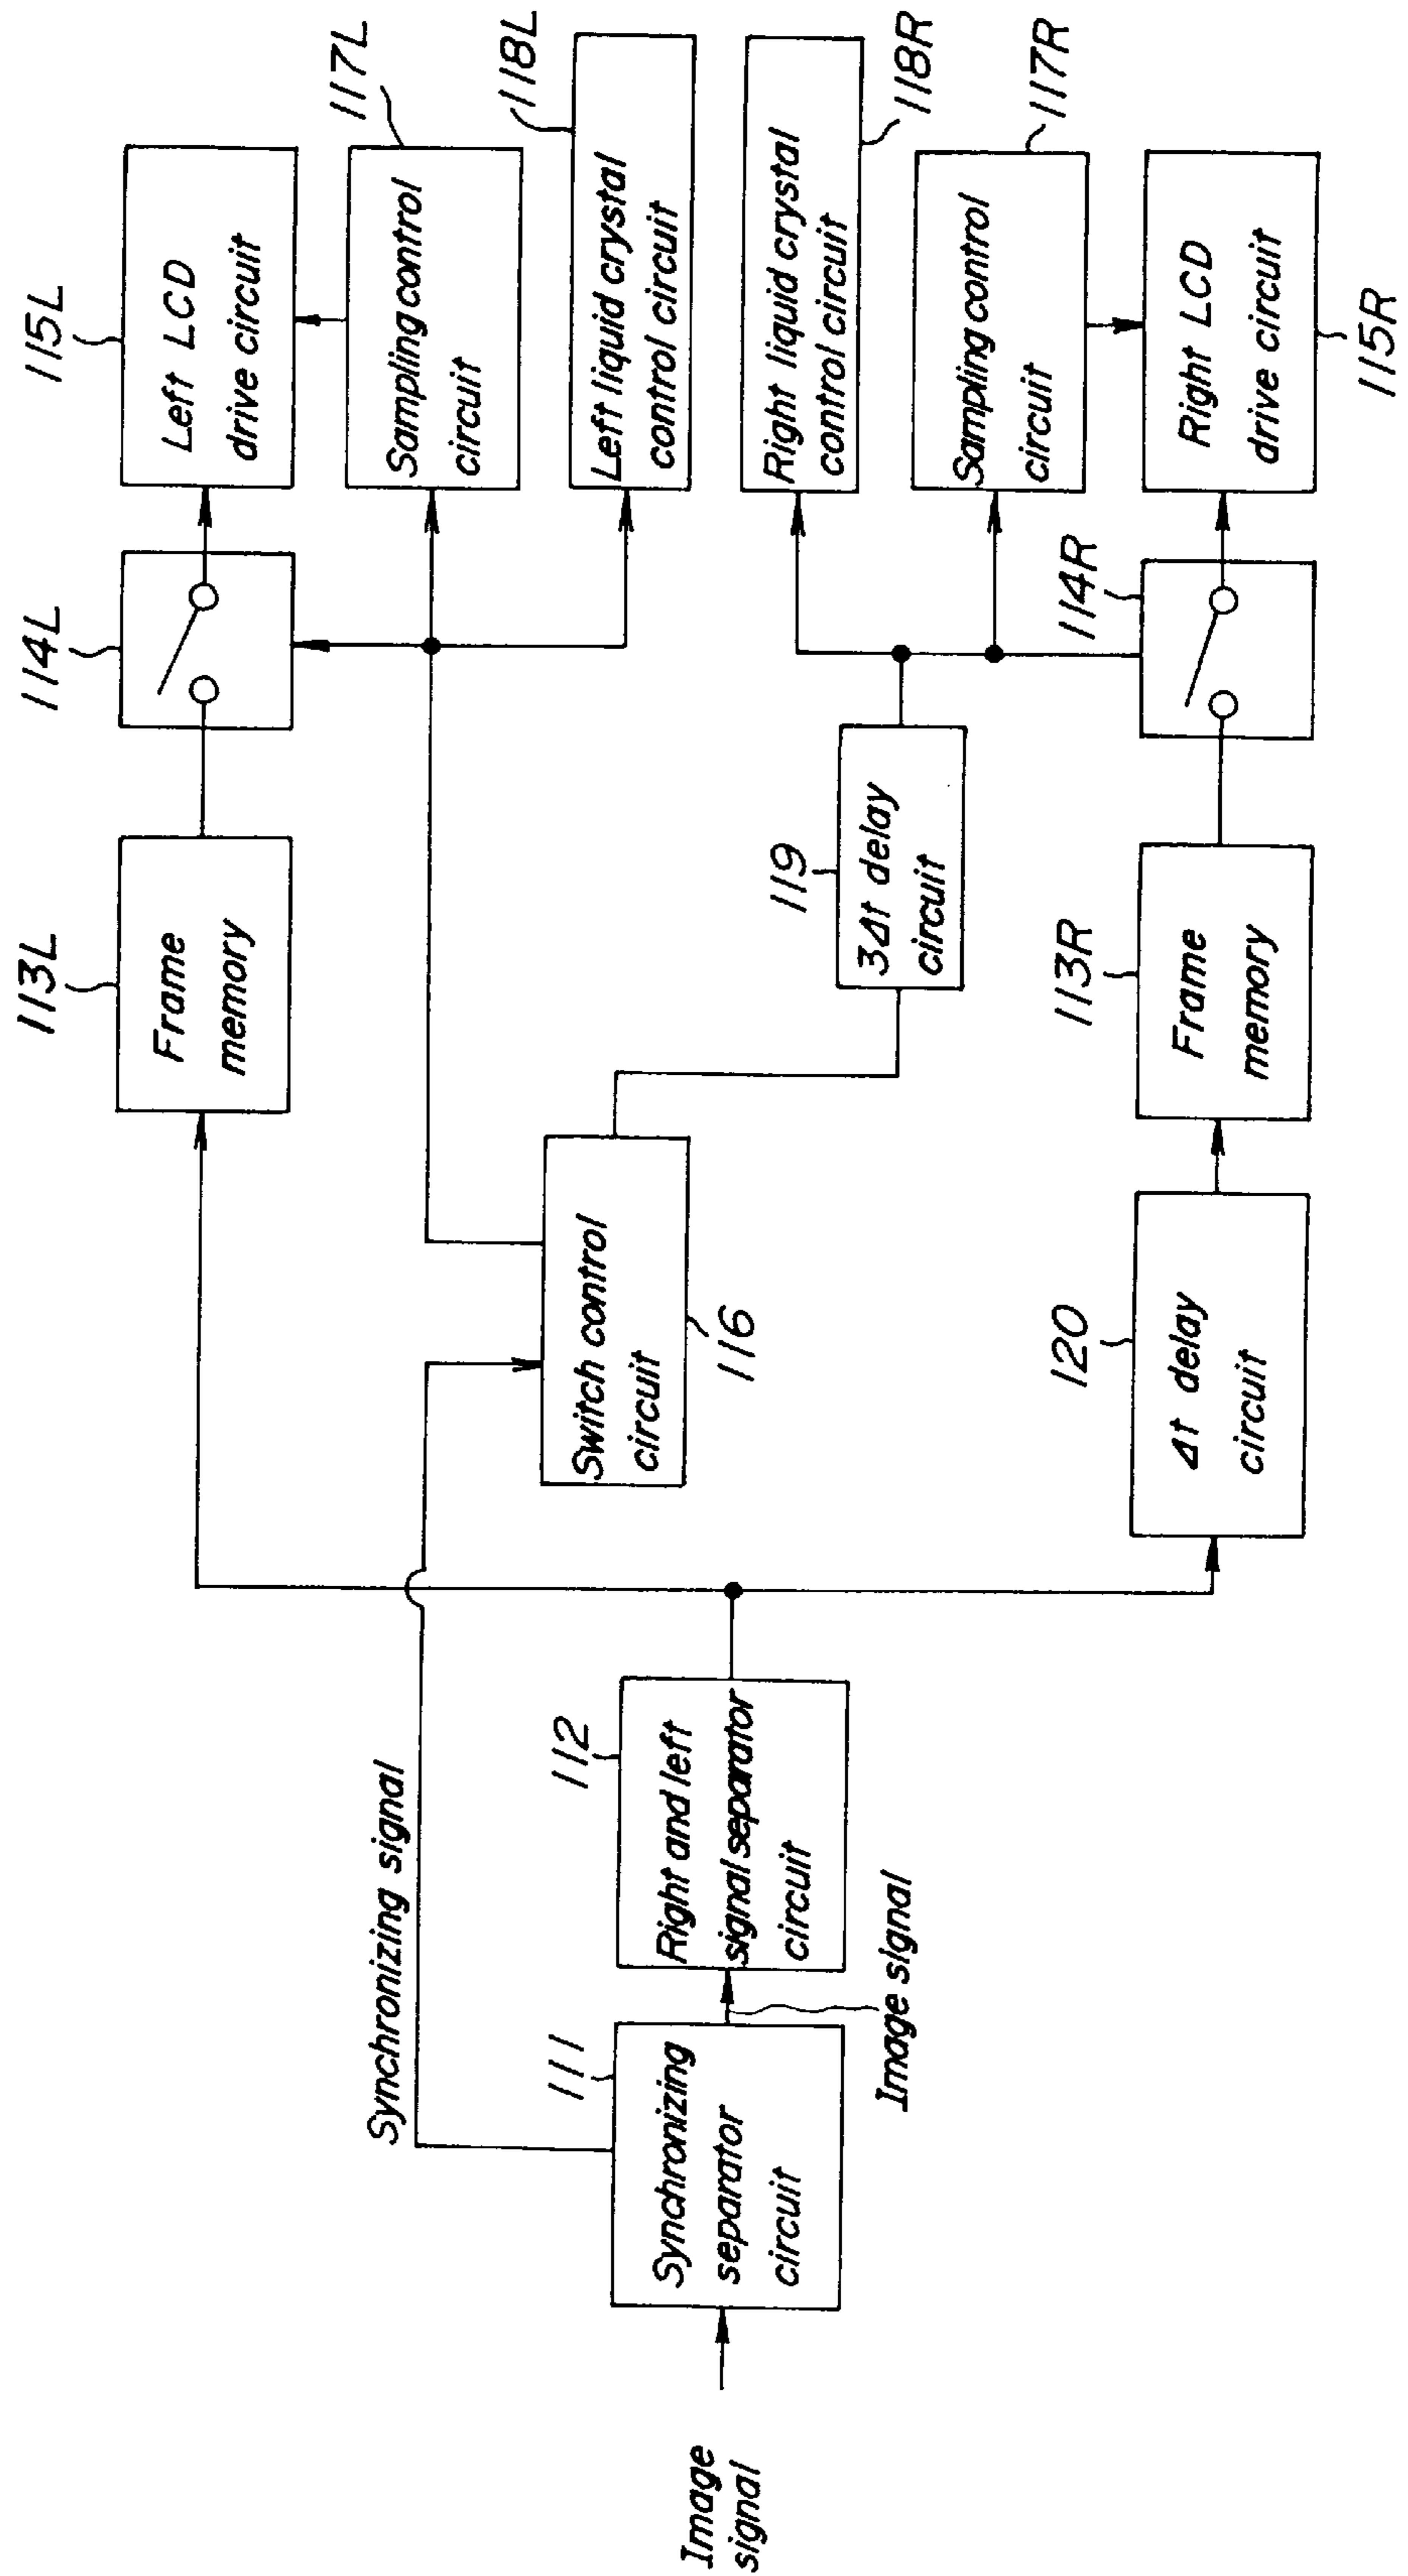 Image
signal
Synchronizing
separator
circuit
111
Synchronizing signal
Image signal
Right and left
signal separator
circuit
112
Switch control
circuit
116
Δt delay
circuit
120
Frame
memory
113L
Frame
memory
113R
3Δt delay
circuit
119
114L
114R
Left LCD
drive circuit
115L
Sampling control
circuit
117L
Left liquid crystal
control circuit
118L
Right liquid crystal
control circuit
118R
Sampling control
circuit
117R
Right LCD
drive circuit
115R